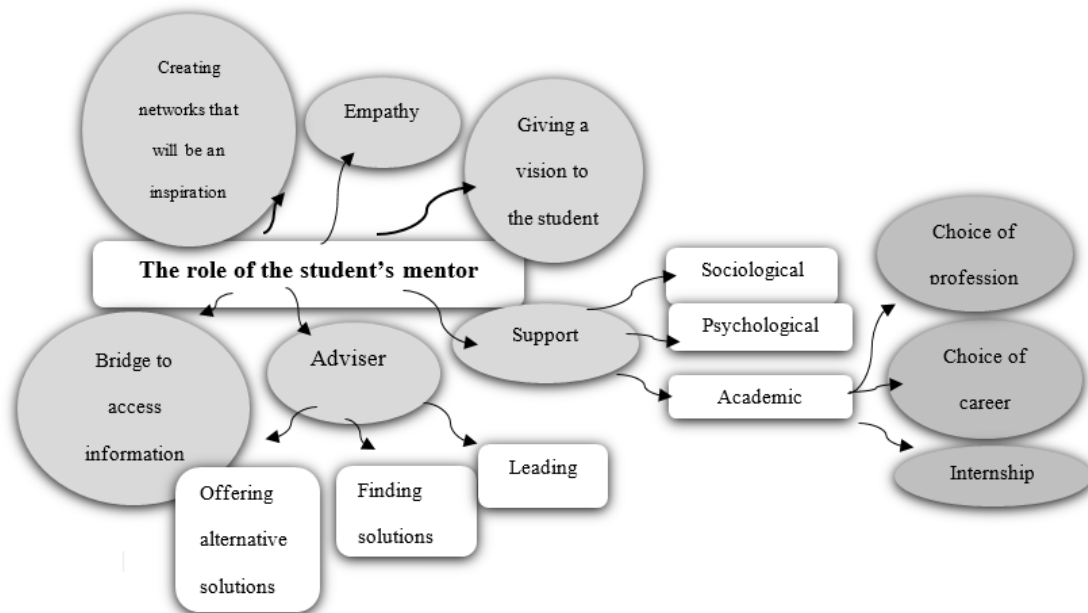 Creating
networks that
will be an
inspiration
Empathy
Giving a
vision to
the student
The role of the student's mentor
Sociological
Psychological
Academic
Support
Choice of
profession
Choice of
career
Internship
Bridge to
access
information
Adviser
Offering
alternative
solutions
Finding
solutions
Leading